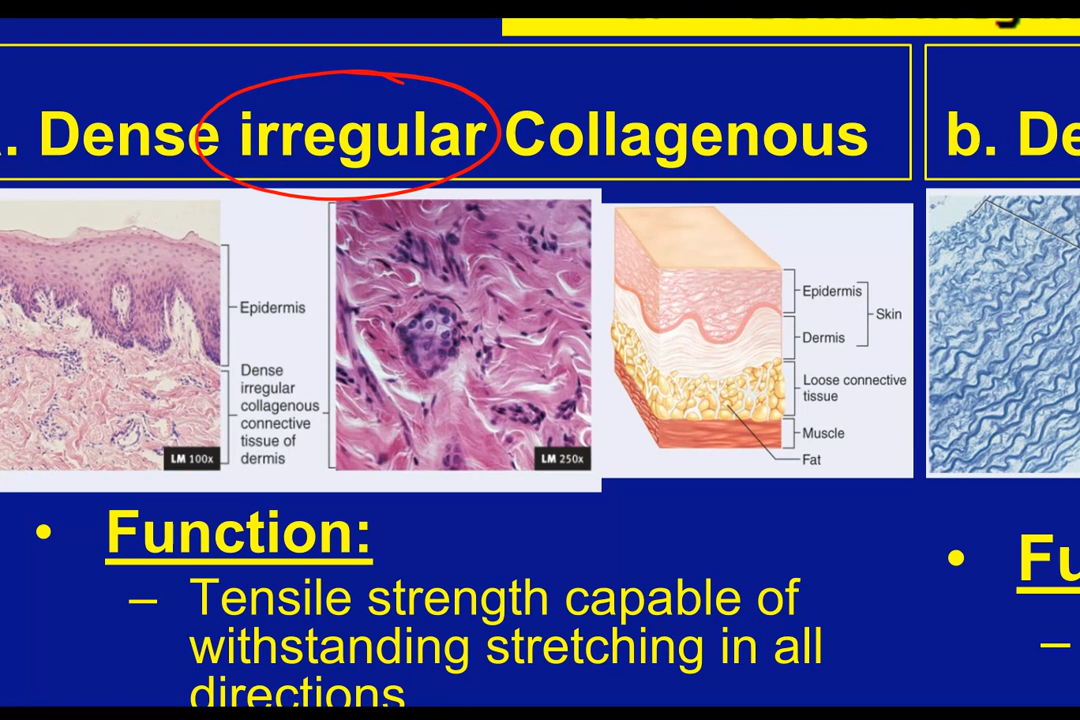 . Dense irregular Collagenous
b. De
Epidermis
Dense
irregular
collagenous
connective
tissue of
dermis
LM 100x
LM 250x
Epidermis
Skin
Dermis
Loose connective
tissue
Muscle
Fat
• Function:
– Tensile strength capable of
withstanding stretching in all
directions
• Fu
–